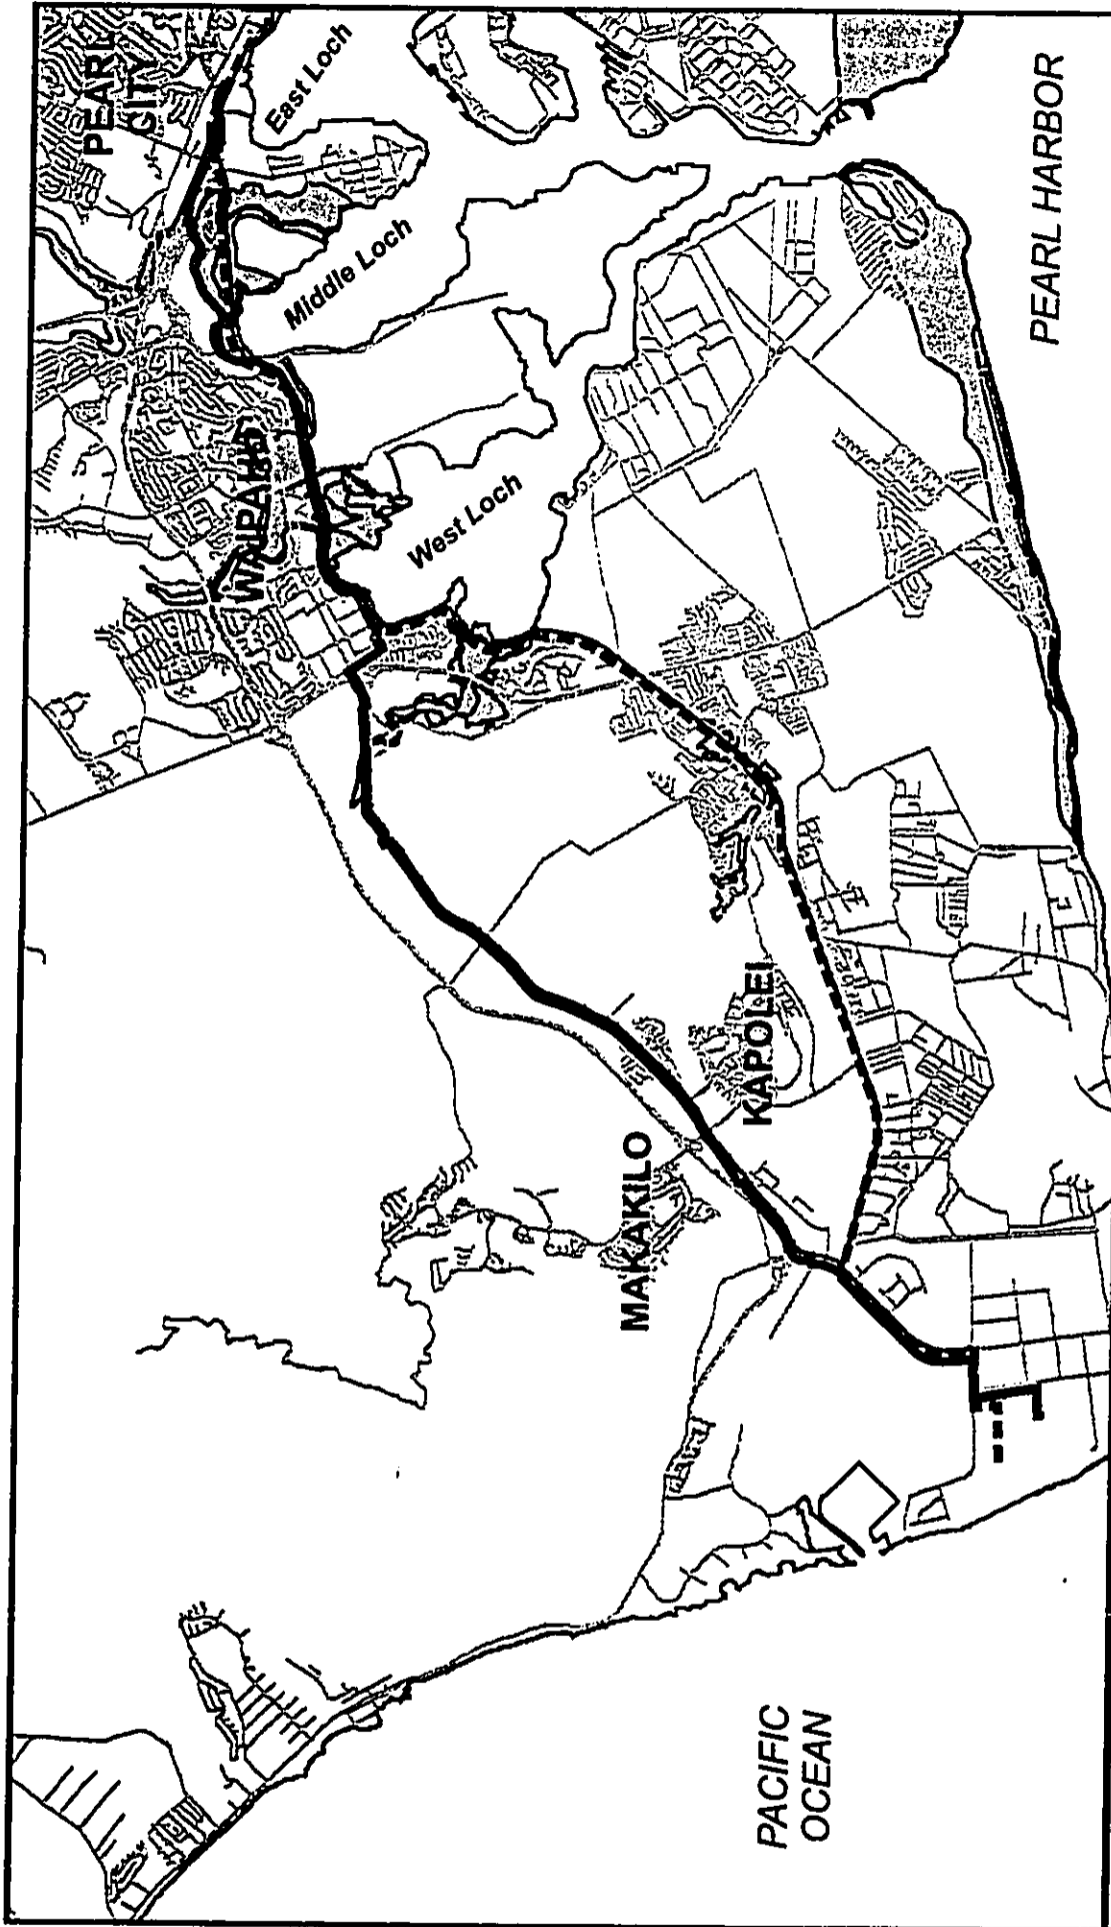 PEARL
CITY
East Loch
Middle Loch
WAIPAHU
West Loch
PEARL HARBOR
KAPOLEI
MAKAKILO
PACIFIC
OCEAN